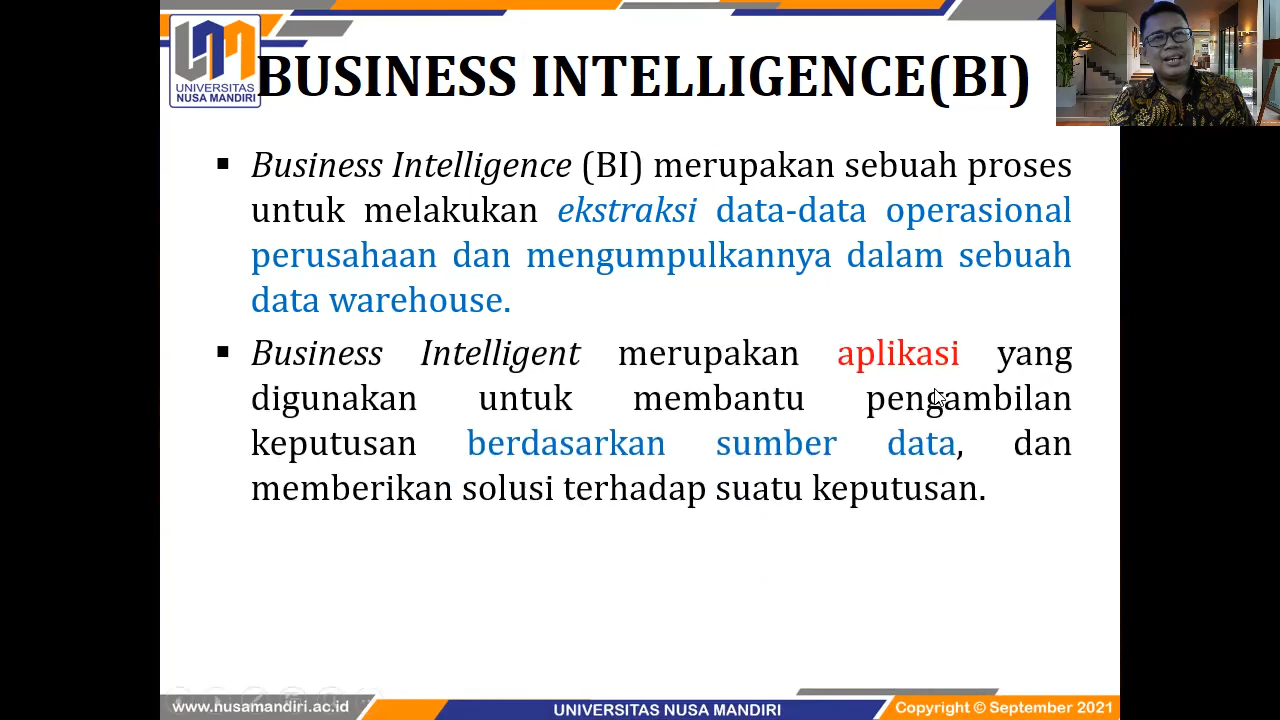 UNIVERSITAS
NUSA MANDIRI
BUSINESS INTELLIGENCE(BI)
Business Intelligence (BI) merupakan sebuah proses
untuk melakukan ekstraksi data-data operasional
perusahaan dan mengumpulkannya dalam sebuah
data warehouse.
Business Intelligent merupakan aplikasi yang
digunakan untuk membantu pengambilan
keputusan berdasarkan sumber data, dan
memberikan solusi terhadap suatu keputusan.
www.nusamandiri.ac.id
UNIVERSITAS NUSA MANDIRI
Copyright © September 2021